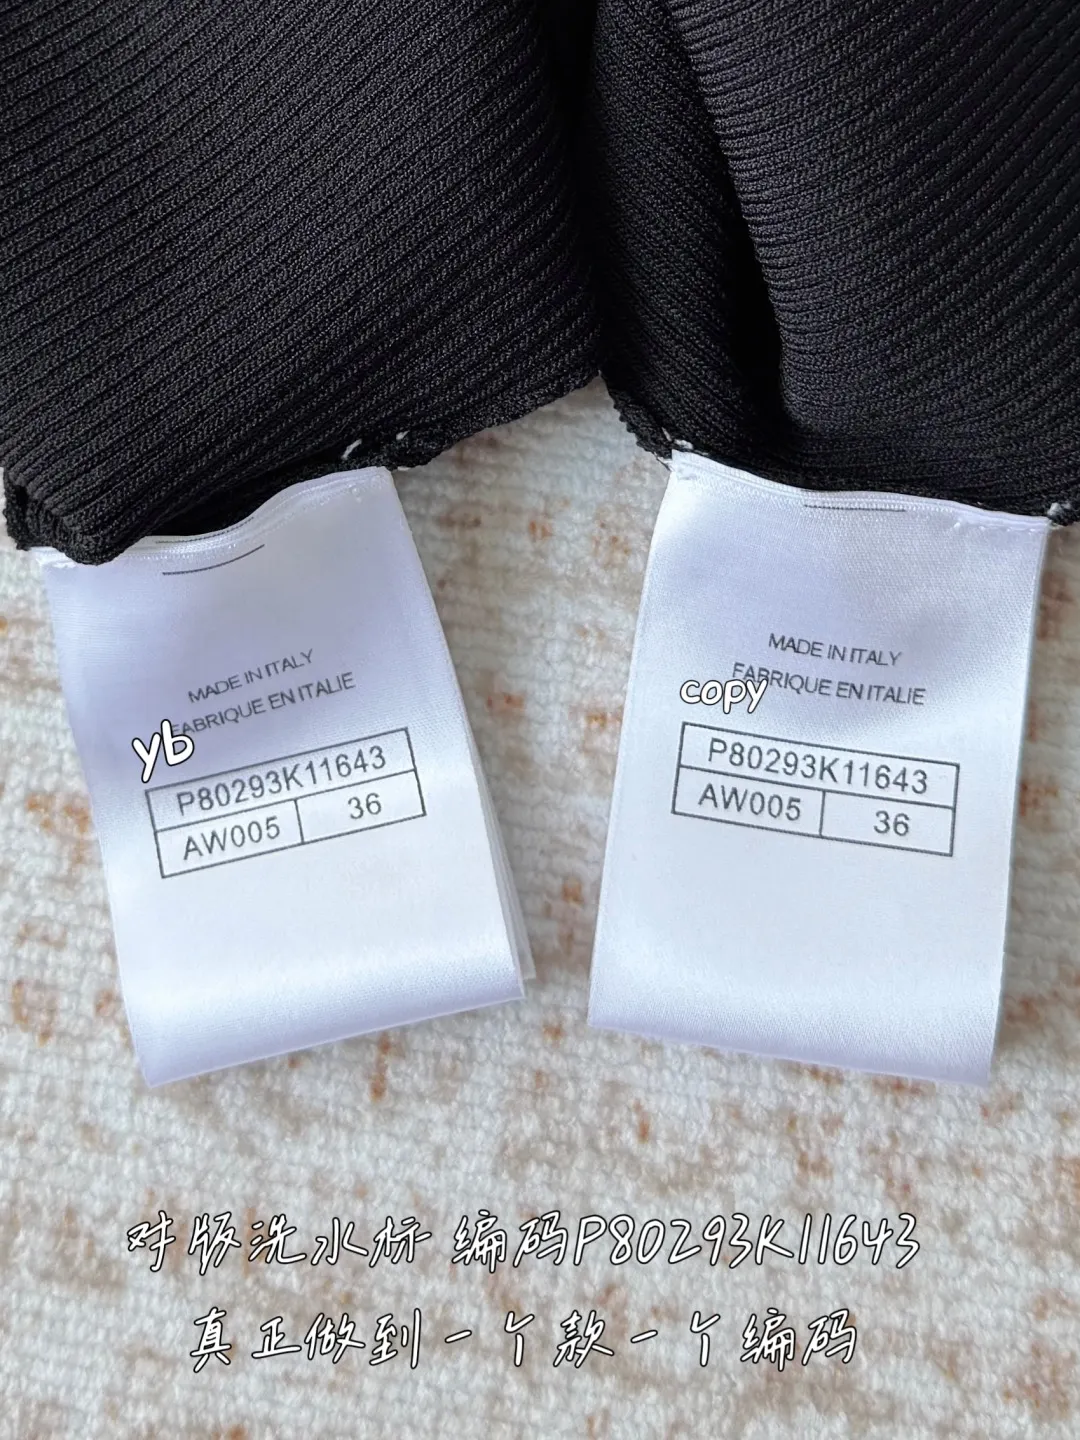 MADE IN ITALY
FABRIQUE EN ITALIE
yb
P80293K11643
AW005 36
MADE IN ITALY
FABRIQUE EN ITALIE
copy
P80293K11643
AW005 36
对版洗水标 编码P80293K11643
真正做到一个款一个编码